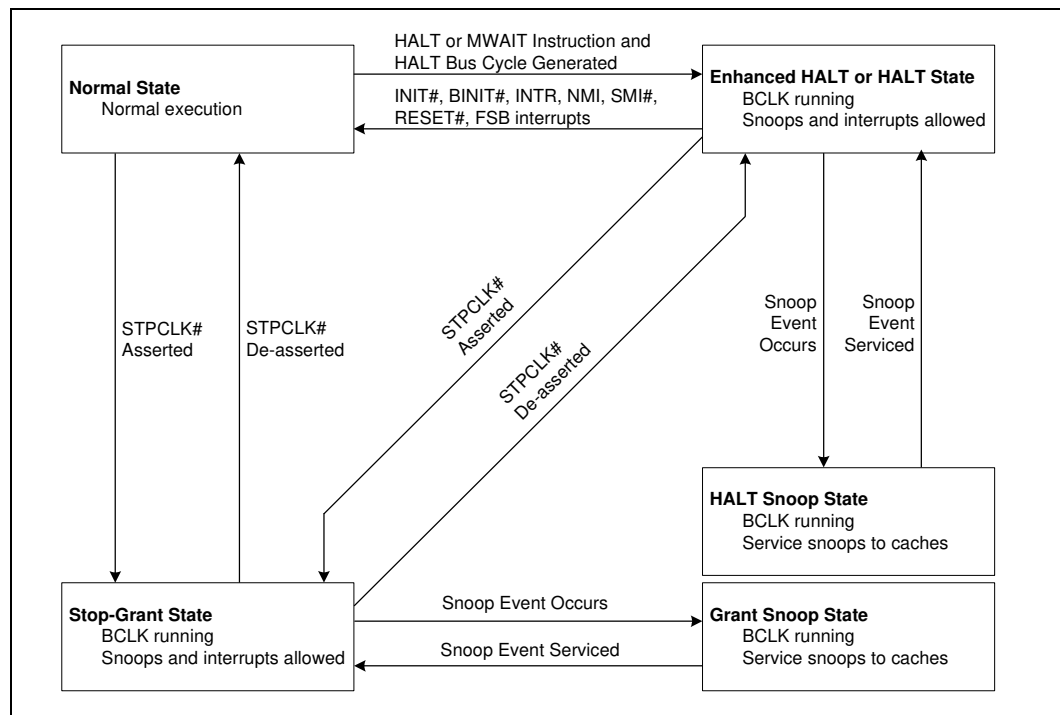 HALT or MWAIT Instruction and
HALT Bus Cycle Generated
Normal State
Normal execution
INIT#, BINIT#, INTR, NMI, SMI#,
RESET#, FSB interrupts
Enhanced HALT or HALT State
BCLK running
Snoops and interrupts allowed
STPCLK#
Asserted
STPCLK#
De-asserted
STPCLK#
Asserted
STPCLK#
De-asserted
Snoop
Event
Occurs
Snoop
Event
Serviced
HALT Snoop State
BCLK running
Service snoops to caches
Stop-Grant State
BCLK running
Snoops and interrupts allowed
Snoop Event Occurs
Snoop Event Serviced
Grant Snoop State
BCLK running
Service snoops to caches